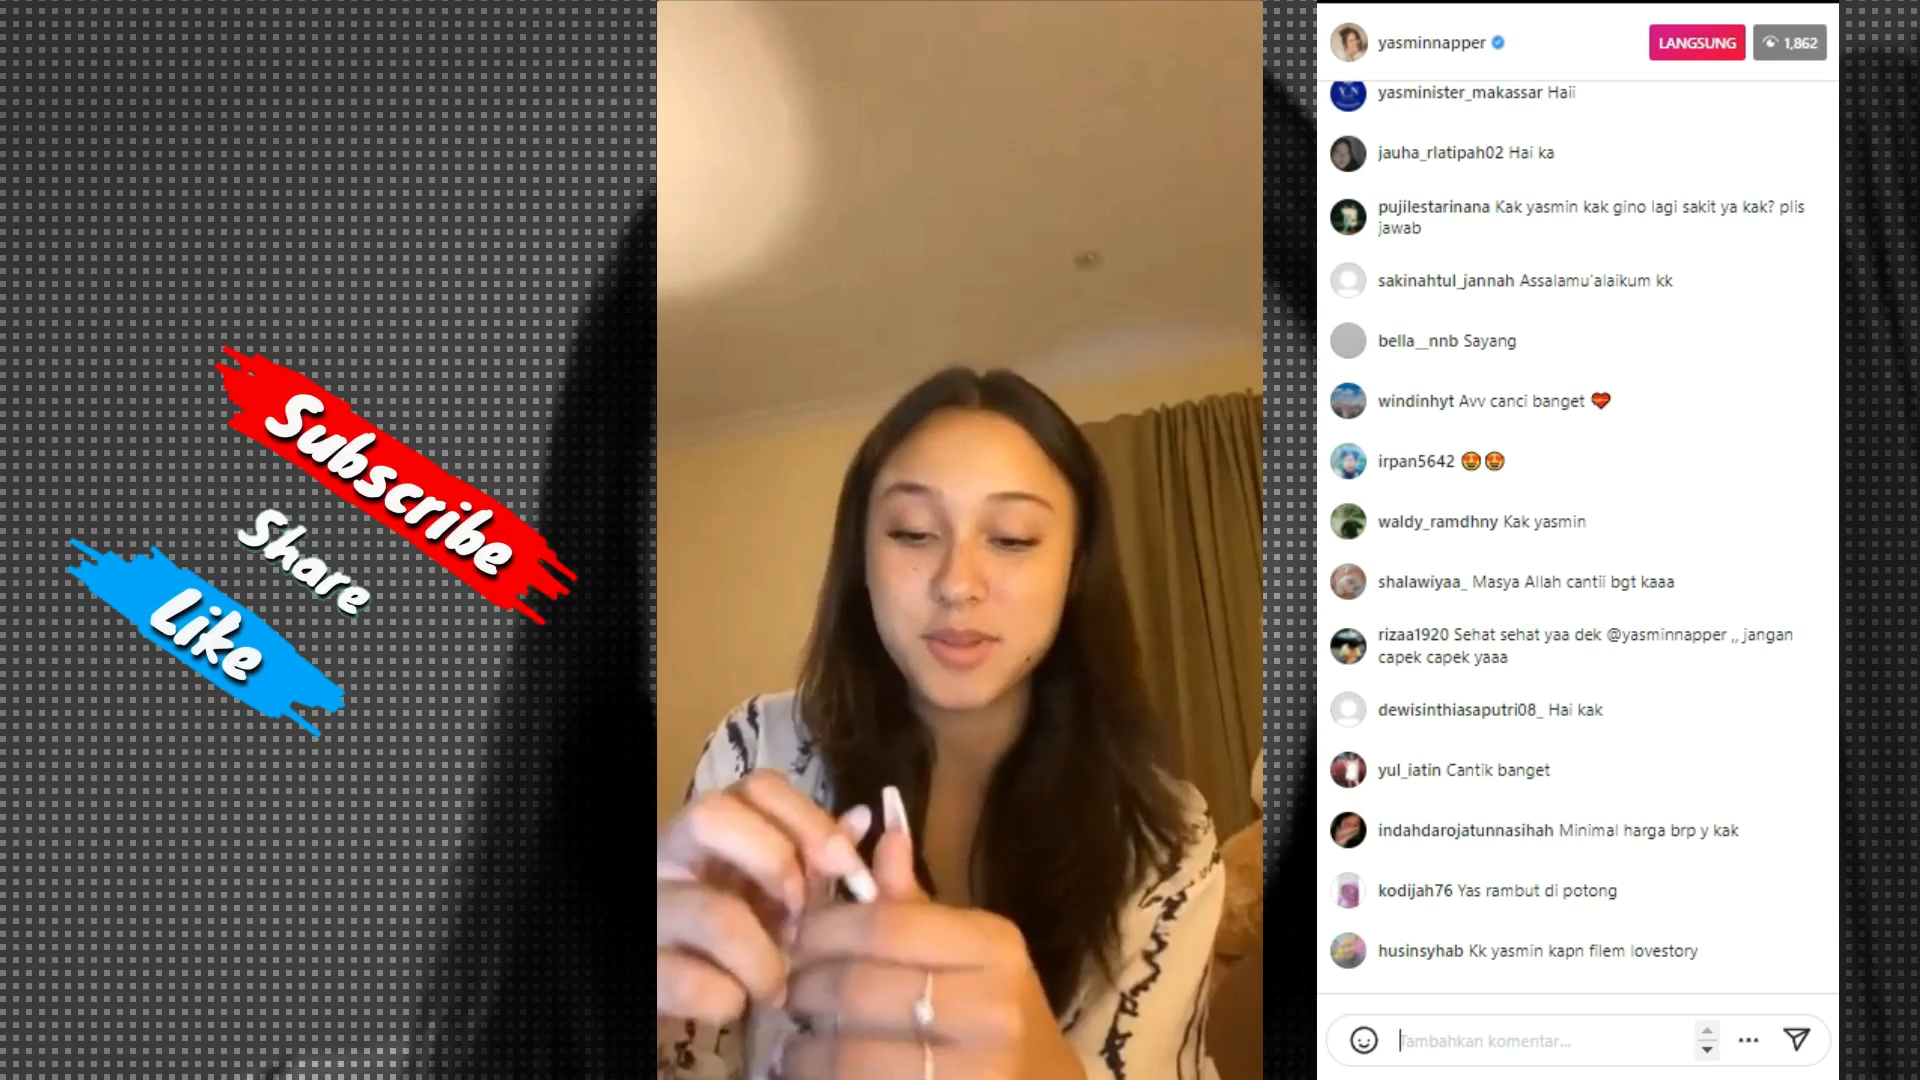 Subscribe
Share
Like
yasminnapper
LANGSUNG
1,862
yasminister_makassar Haii
jauha_rlatipah02 Hai ka
pujilestarinana Kak yasmin kak gino lagi sakit ya kak? plis
jawab
sakinahtul_jannah Assalamu'alaikum kk
bella__nnb Sayang
windinhyt Avv canci banget
irpan5642
waldy_ramdhny Kak yasmin
shalawiyaa_ Masya Allah cantii bgt kaaa
rizaa1920 Sehat sehat yaa dek @yasminnapper ,, jangan
capek capek yaaa
dewisinthiasaputri08_ Hai kak
yul_iatin Cantik banget
indahdarojatunnasihah Minimal harga brp y kak
kodijah76 Yas rambut di potong
husinsyhab Kk yasmin kapn filem lovestory
Tambahkan komentar...